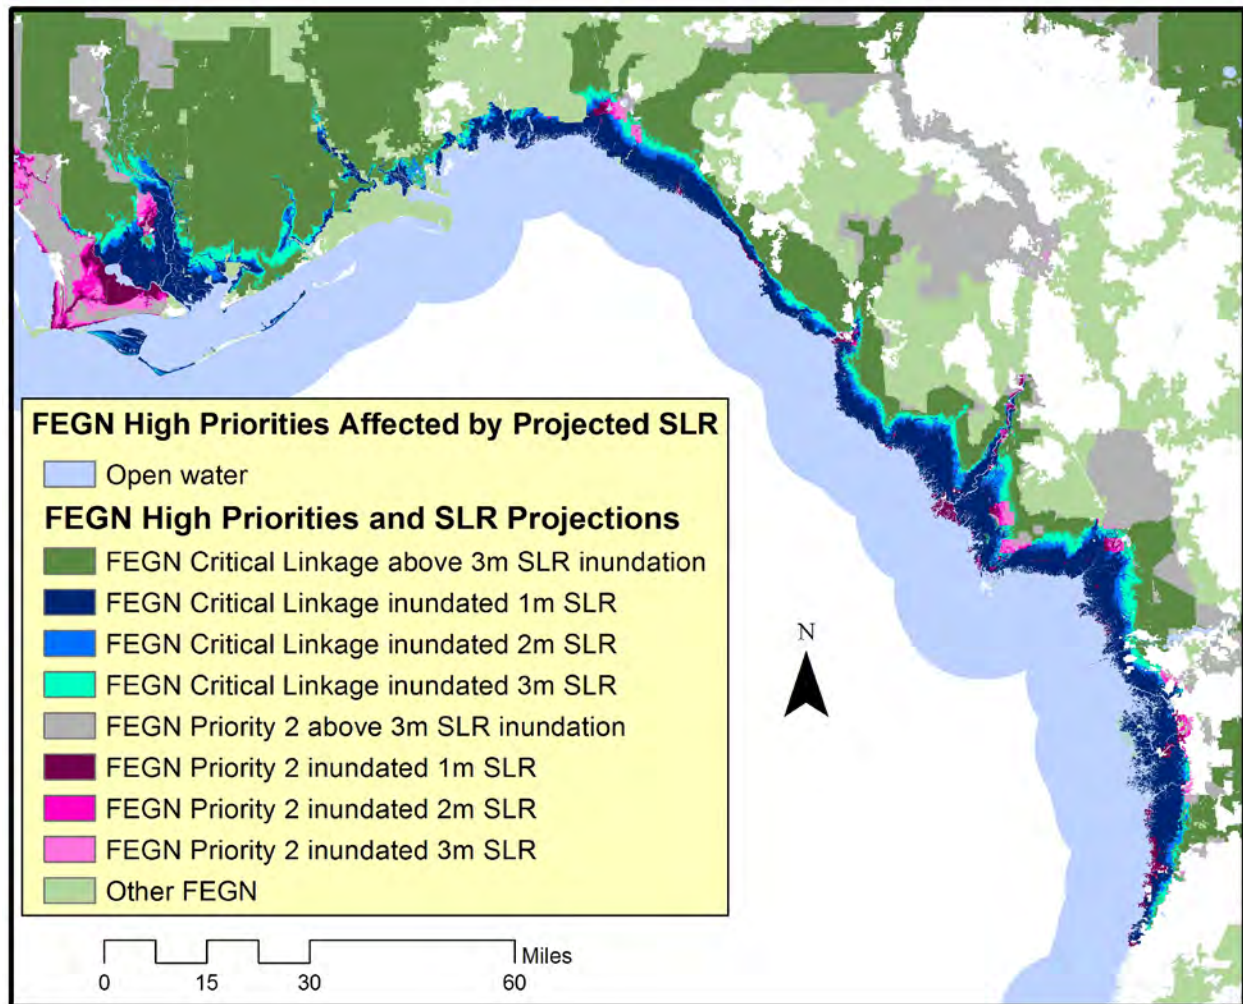 FEGN High Priorities Affected by Projected SLR
Open water
FEGN High Priorities and SLR Projections
FEGN Critical Linkage above 3m SLR inundation
FEGN Critical Linkage inundated 1m SLR
FEGN Critical Linkage inundated 2m SLR
FEGN Critical Linkage inundated 3m SLR
FEGN Priority 2 above 3m SLR inundation
FEGN Priority 2 inundated 1m SLR
FEGN Priority 2 inundated 2m SLR
FEGN Priority 2 inundated 3m SLR
Other FEGN
N
Miles
0 15 30 60